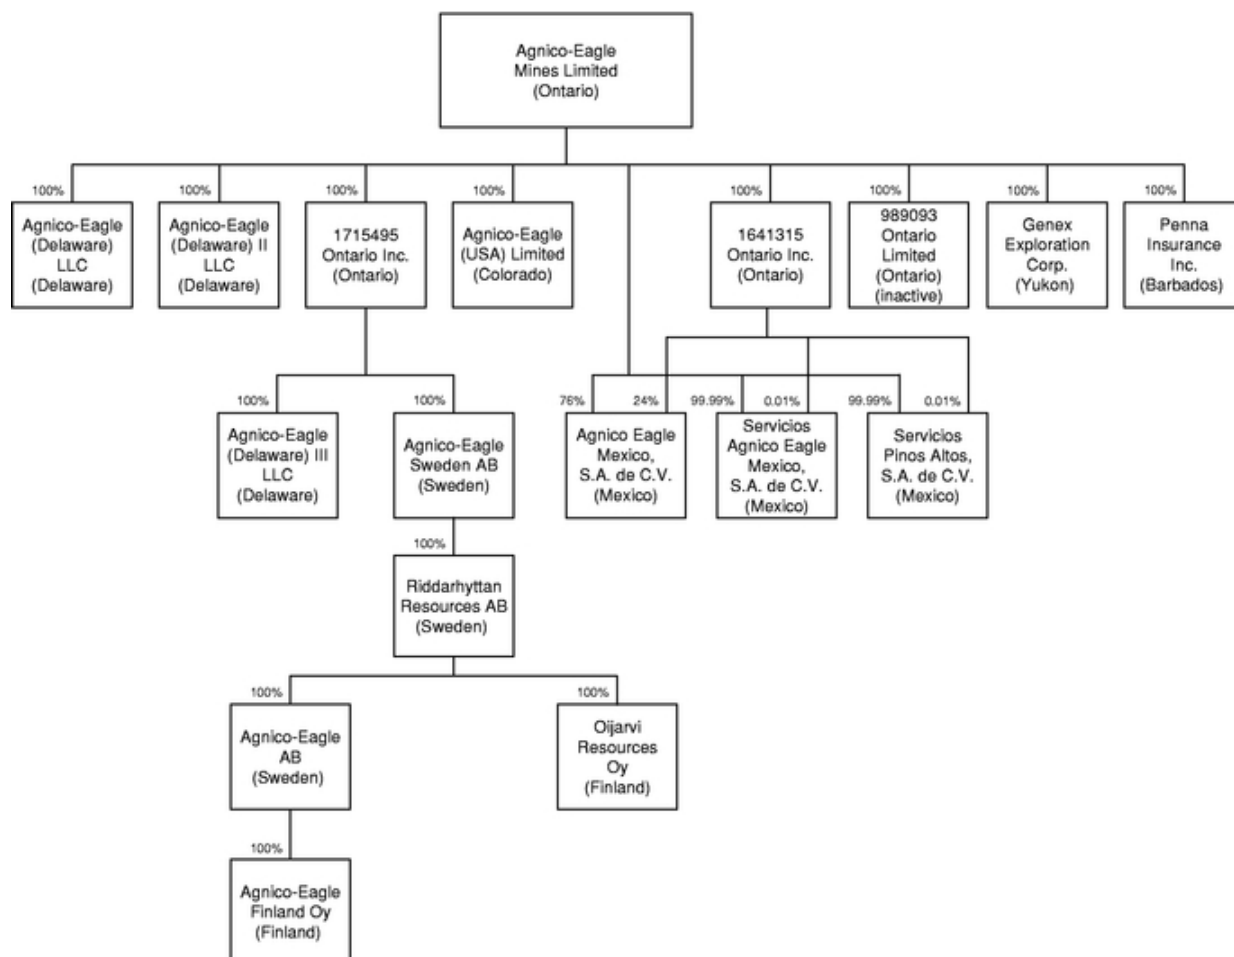 Agnico-Eagle
Mines Limited
(Ontario)
100%
Agnico-Eagle
(Delaware)
LLC
(Delaware)
100%
Agnico-Eagle
(Delaware) II
LLC
(Delaware)
100%
1715495
Ontario Inc.
(Ontario)
100%
Agnico-Eagle
(USA) Limited
(Colorado)
100%
1641315
Ontario Inc.
(Ontario)
100%
989093
Ontario
Limited
(Ontario)
(inactive)
100%
Genex
Exploration
Corp.
(Yukon)
100%
Penna
Insurance
Inc.
(Barbados)
100%
Agnico-Eagle
(Delaware) III
LLC
(Delaware)
100%
Agnico-Eagle
Sweden AB
(Sweden)
76%
24%
Agnico Eagle
Mexico,
S.A. de C.V.
(Mexico)
99.99%
0.01%
Servicios
Agnico Eagle
Mexico,
S.A. de C.V.
(Mexico)
99.99%
0.01%
Servicios
Pinos Altos,
S.A. de C.V.
(Mexico)
100%
Riddarhyttan
Resources AB
(Sweden)
100%
Agnico-Eagle
AB
(Sweden)
100%
Oijarvi
Resources
Oy
(Finland)
100%
Agnico-Eagle
Finland Oy
(Finland)